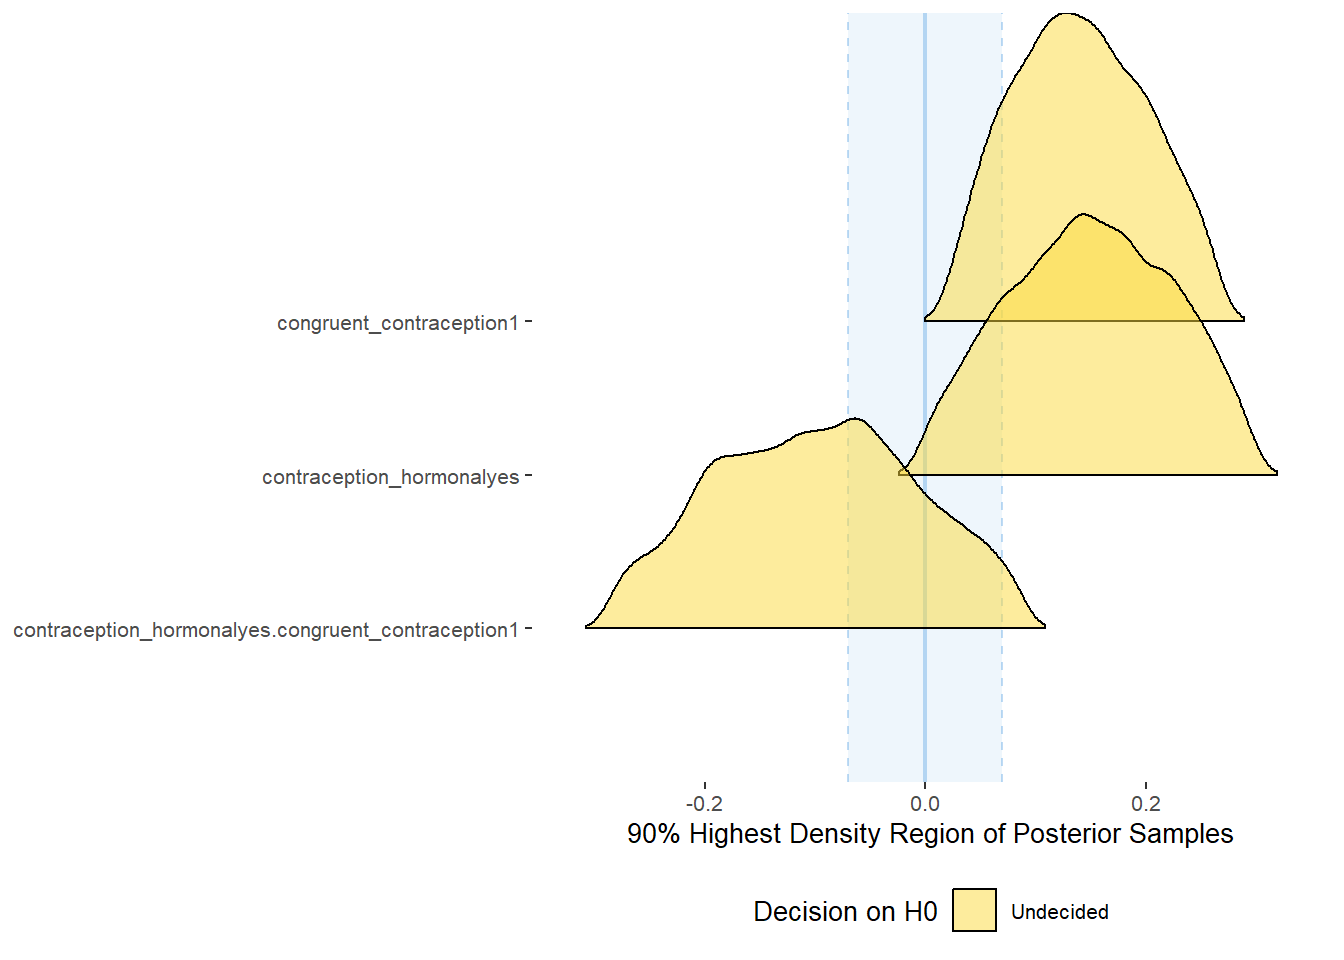 congruent_contraception1
contraception_hormonalyes
contraception_hormonalyes.congruent_contraception1
-0.2 0.0 0.2
90% Highest Density Region of Posterior Samples
Decision on H0 Undecided